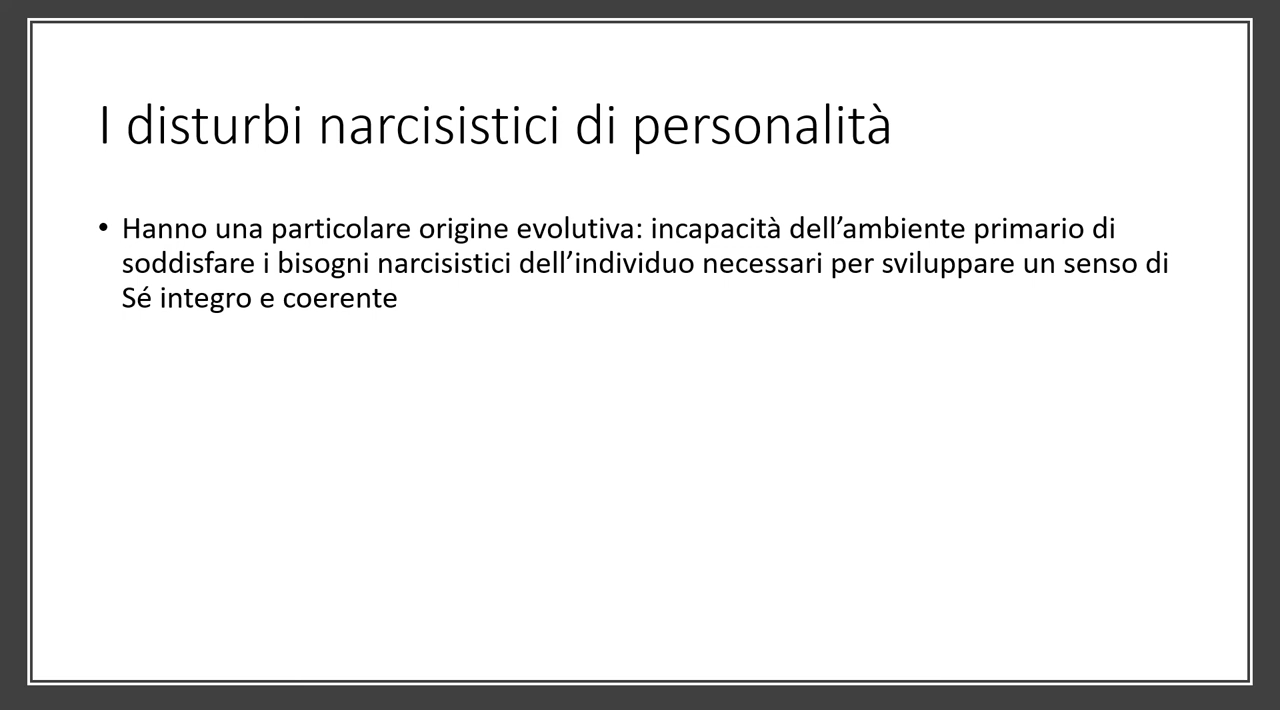 I disturbi narcisistici di personalità
• Hanno una particolare origine evolutiva: incapacità dell’ambiente primario di
soddisfare i bisogni narcisistici dell’individuo necessari per sviluppare un senso di
Sé integro e coerente